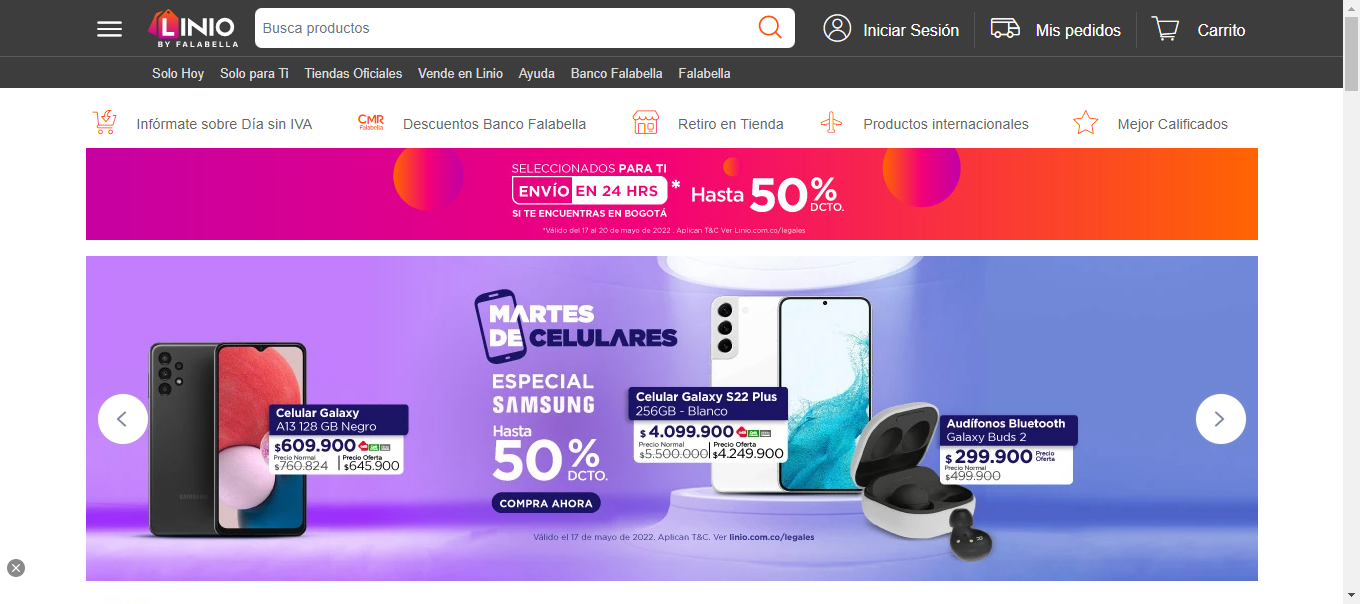 LINIO
BY FALABELLA
Busca productos
Iniciar Sesión
Mis pedidos
Carrito
Solo Hoy
Solo para Ti
Tiendas Oficiales
Vende en Linio
Ayuda
Banco Falabella
Falabella
Infórmate sobre Día sin IVA
CMR
Falabella
Descuentos Banco Falabella
Retiro en Tienda
Productos internacionales
Mejor Calificados
SELECCIONADOS PARA TI
ENVÍO EN 24 HRS *
SI TE ENCUENTRAS EN BOGOTÁ
Hasta 50%
DCTO.
*Válido del 17 al 20 de mayo de 2022 . Aplican T&C Ver Linio.com.co/legales
MARTES
DE CELULARES
ESPECIAL
SAMSUNG
Hasta
50%
DCTO.
COMPRA AHORA
Celular Galaxy
A13 128 GB Negro
$609.900
Precio Normal
$760.824
Precio Oferta
$645.900
SAMSUNG
Celular Galaxy S22 Plus
256GB - Blanco
$ 4.099.900
Precio Normal
$5.500.000
Precio Oferta
$4.249.900
Audífonos Bluetooth
Galaxy Buds 2
$ 299.900
Precio
Oferta
Precio Normal
$499.900
Válido el 17 de mayo de 2022. Aplican T&C. Ver linio.com.co/legales